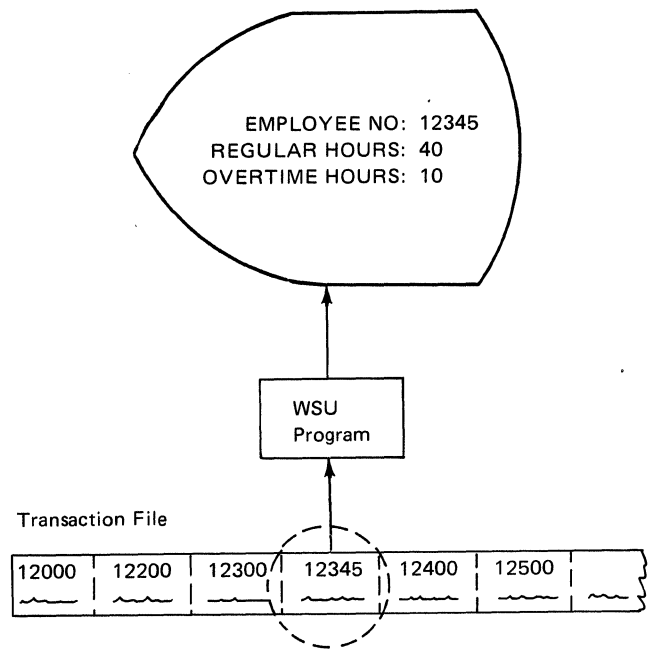 EMPLOYEE NO: 12345
REGULAR HOURS: 40
OVERTIME HOURS: 10
WSU
Program
Transaction File
12000 12200 12300 12345 12400 12500